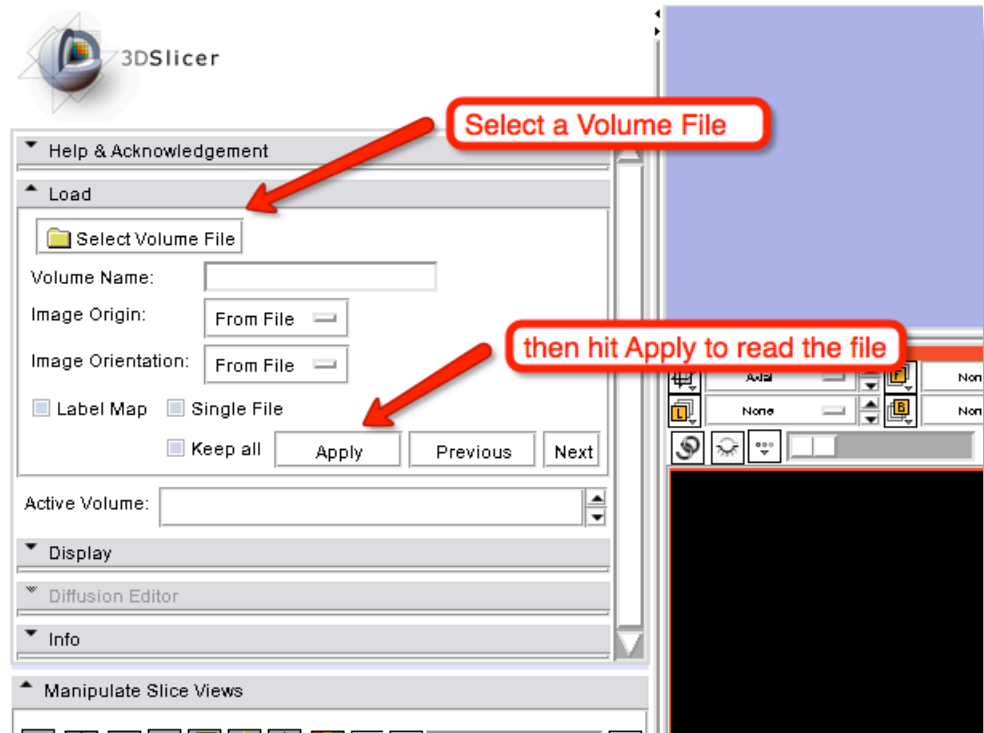 3DSlicer
Select a Volume File
Help & Acknowledgement
Load
Select Volume File
Volume Name:
Image Origin: From File
then hit Apply to read the file
Image Orientation: From File
Axial
F
Non
Label Map Single File
L
None
B
Non
Keep all Apply Previous Next
Active Volume:
Display
Diffusion Editor
Info
Manipulate Slice Views